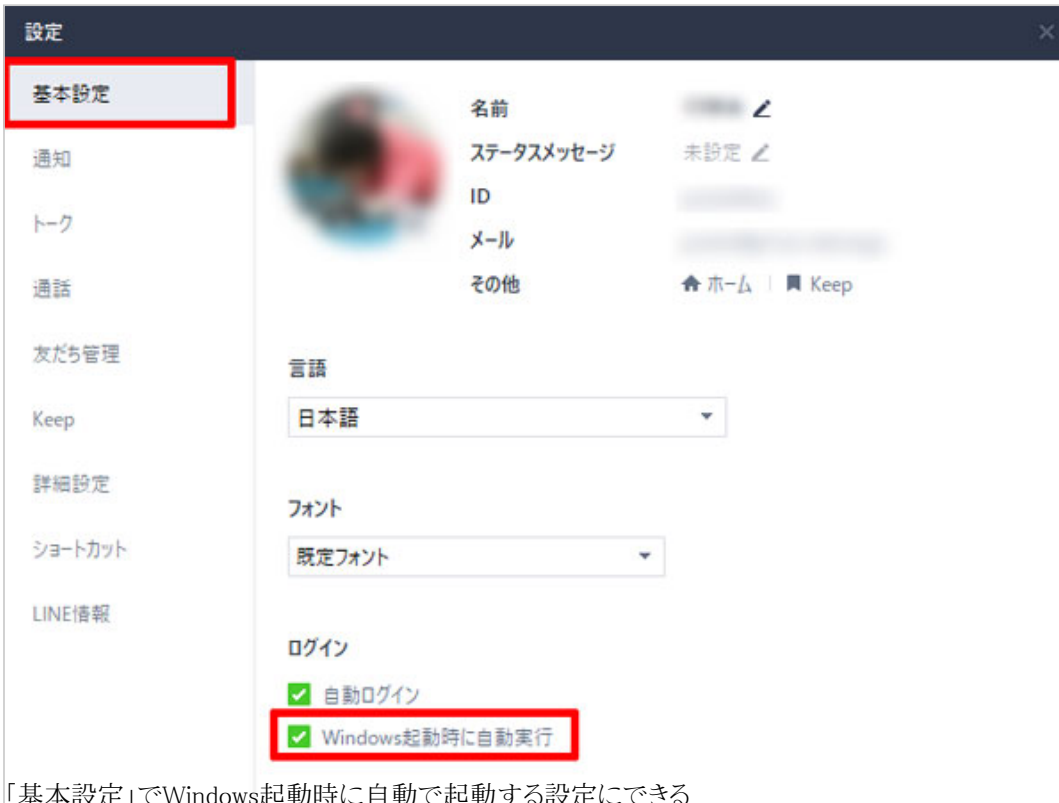 設定
基本設定
通知
トーク
通話
友だち管理
Keep
詳細設定
ショートカット
LINE情報
名前
ステータスメッセージ 未設定
ID
メール
その他 ホーム Keep
言語
日本語
フォント
既定フォント
ログイン
自動ログイン
Windows起動時に自動実行
「基本設定」でWindows起動時に自動で起動する設定にできる